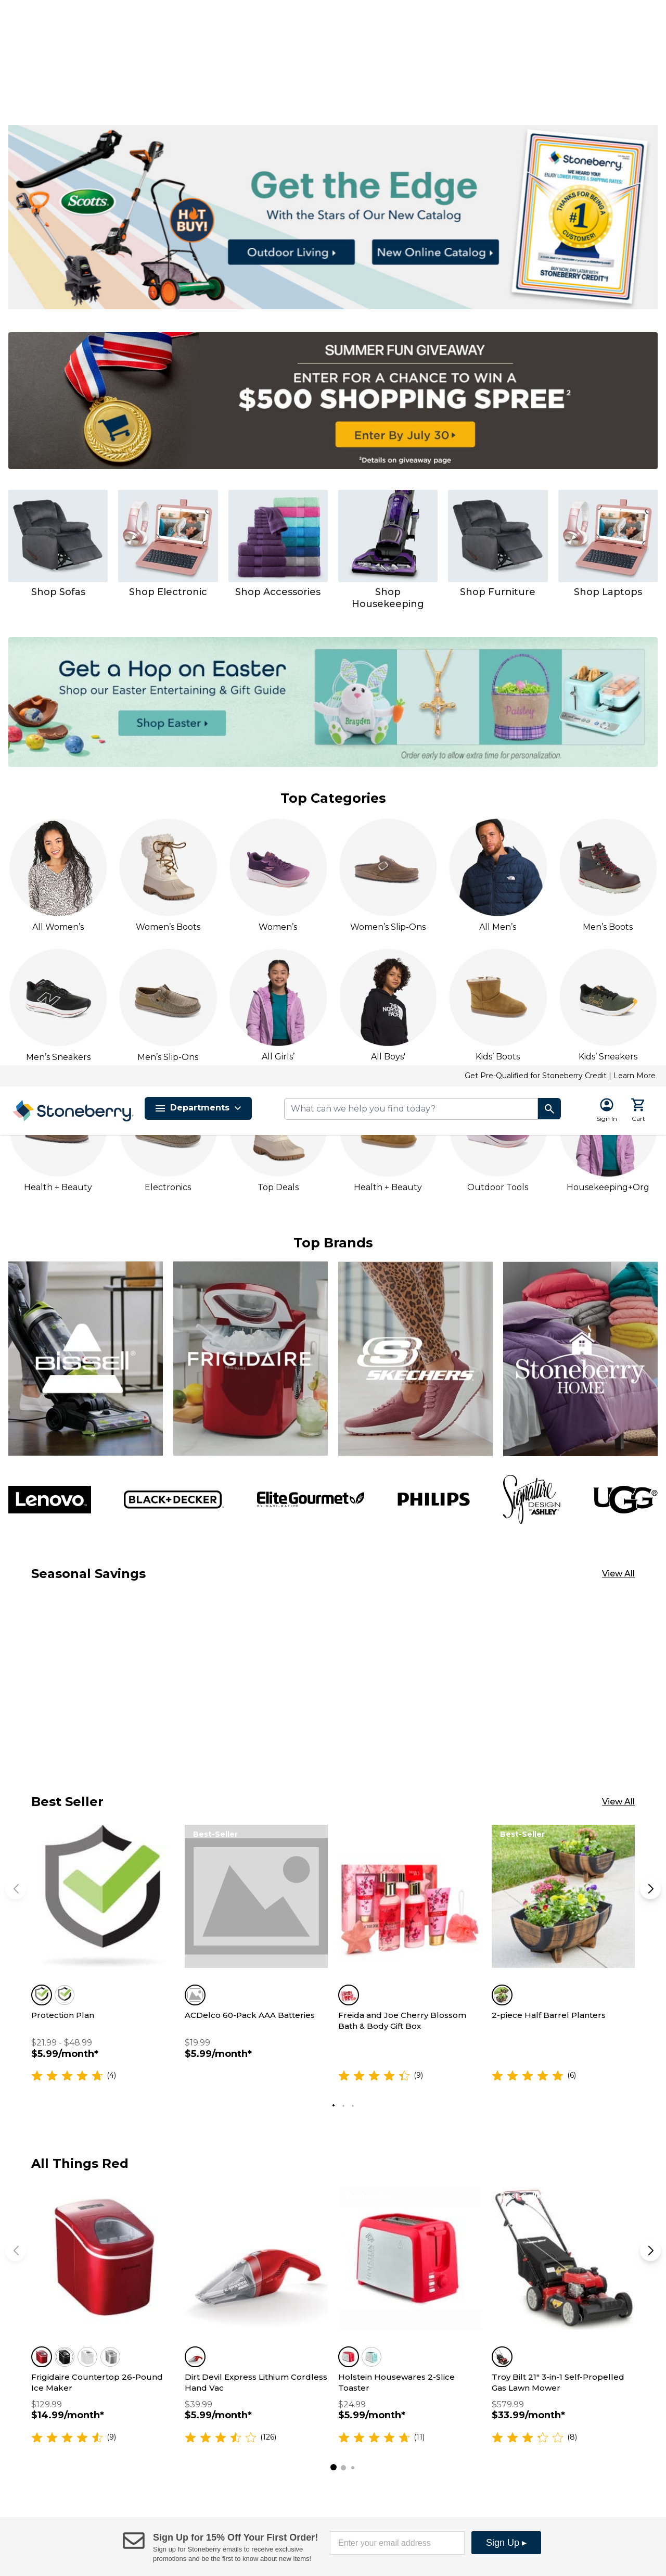 Scotts
HOT BUY!
Get the Edge
With the Stars of Our New Catalog
Outdoor Living
New Online Catalog
Stoneberry
WE HEARD YOU!
ENJOY LOWER PRICES & SHIPPING RATES!
THANKS FOR BEING A
#1
CUSTOMER!
BUY NOW PAY LATER WITH
STONEBERRY CREDIT*!
SUMMER FUN GIVEAWAY
ENTER FOR A CHANCE TO WIN A
$500 SHOPPING SPREE²
Enter By July 30
²Details on giveaway page
Shop Sofas
Shop Electronic
Shop Accessories
Shop Housekeeping
Shop Furniture
Shop Laptops
Get a Hop on Easter
Shop our Easter Entertaining & Gift Guide
Shop Easter
Brayden
Paisley
Order early to allow extra time for personalization.
Top Categories
All Women's
Women's Boots
Women's
Women's Slip-Ons
All Men's
Men's Boots
Men's Sneakers
Men's Slip-Ons
All Girls'
All Boys'
Kids' Boots
Kids' Sneakers
Get Pre-Qualified for Stoneberry Credit | Learn More
Stoneberry
Departments
What can we help you find today?
Sign In
Cart
Health + Beauty
Electronics
Top Deals
Health + Beauty
Outdoor Tools
Housekeeping+Org
Top Brands
BISSELL
FRIGIDAIRE
SKECHERS
Stoneberry HOME
Lenovo
BLACK+DECKER
Elite Gourmet
BY MAXI-MATIC
PHILIPS
Signature DESIGN BY ASHLEY
UGG
Seasonal Savings
View All
Best Seller
View All
Best-Seller
Best-Seller
Protection Plan
$21.99 - $48.99
$5.99/month*
(4)
ACDelco 60-Pack AAA Batteries
$19.99
$5.99/month*
Freida and Joe Cherry Blossom Bath & Body Gift Box
(9)
2-piece Half Barrel Planters
(6)
All Things Red
Frigidaire Countertop 26-Pound Ice Maker
$129.99
$14.99/month*
(9)
Dirt Devil Express Lithium Cordless Hand Vac
$39.99
$5.99/month*
(126)
Holstein Housewares 2-Slice Toaster
$24.99
$5.99/month*
(11)
Troy Bilt 21" 3-in-1 Self-Propelled Gas Lawn Mower
$579.99
$33.99/month*
(8)
Sign Up for 15% Off Your First Order!
Sign up for Stoneberry emails to receive exclusive
promotions and be the first to know about new items!
Enter your email address
Sign Up ▸